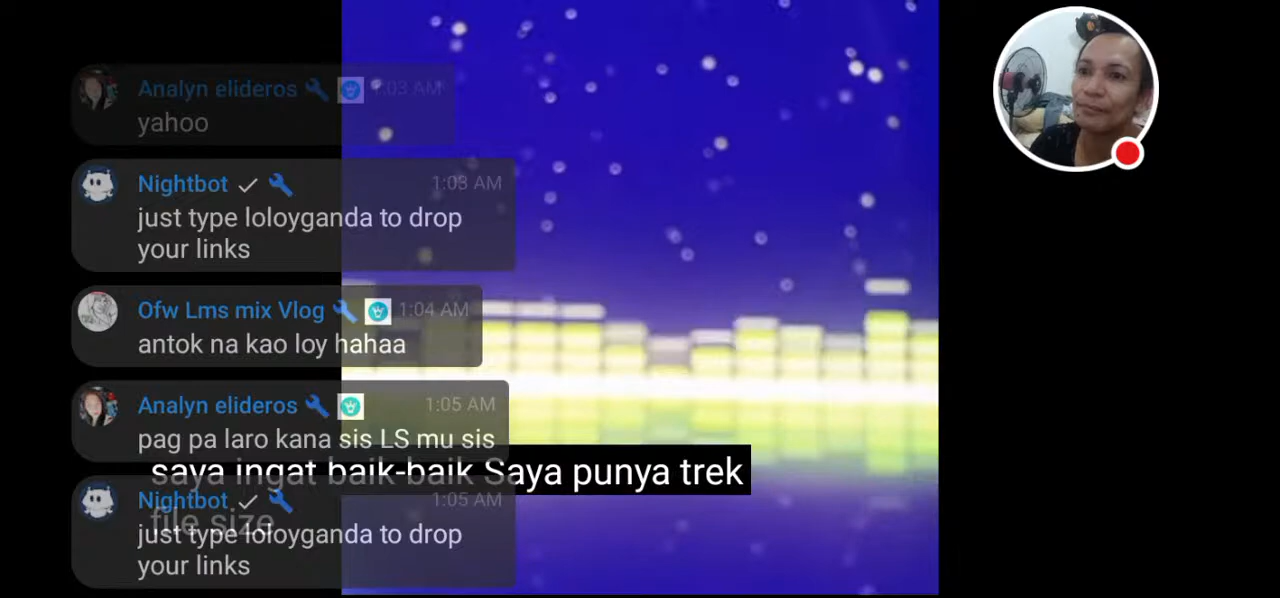 Analyn elideros 1:03 AM
yahoo
Nightbot 1:03 AM
just type loloyganda to drop
your links
Ofw Lms mix Vlog 1:04 AM
antok na kao loy hahaa
Analyn elideros 1:05 AM
pag pa laro kana sis LS mu sis
saya ingat baik-baik Saya punya trek
Nightbot 1:05 AM
file size
just type loloyganda to drop
your links